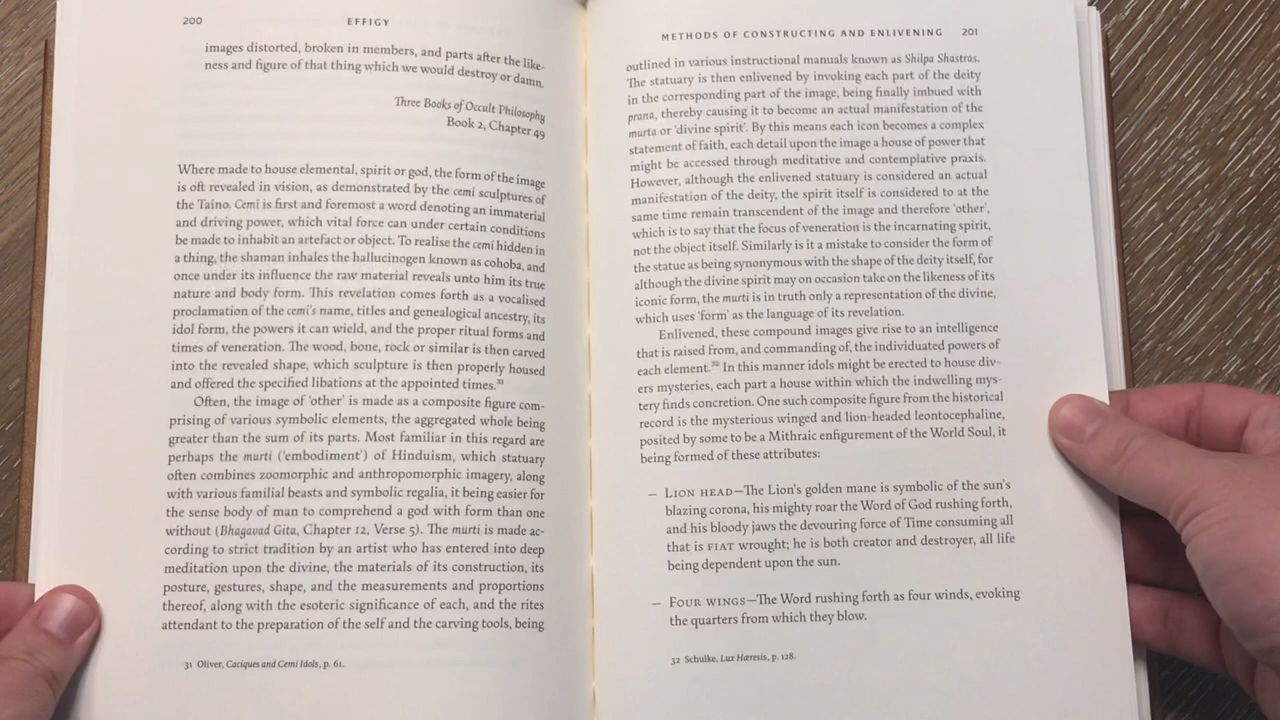 200
EFFIGY
images distorted, broken in members, and parts after the like-
ness and figure of that thing which we would destroy or damn.
Three Books of Occult Philosophy
Book 2, Chapter 49
Where made to house elemental, spirit or god, the form of the image
is oft revealed in vision, as demonstrated by the cemi sculptures of
the Taino. Cemi is first and foremost a word denoting an immaterial
and driving power, which vital force can under certain conditions
be made to inhabit an artefact or object. To realise the cemi hidden in
a thing, the shaman inhales the hallucinogen known as cohoba, and
once under its influence the raw material reveals unto him its true
nature and body form. This revelation comes forth as a vocalised
proclamation of the cemi's name, titles and genealogical ancestry, its
idol form, the powers it can wield, and the proper ritual forms and
times of veneration. The wood, bone, rock or similar is then carved
into the revealed shape, which sculpture is then properly housed
and offered the specified libations at the appointed times.31
Often, the image of 'other' is made as a composite figure com-
prising of various symbolic elements, the aggregated whole being
greater than the sum of its parts. Most familiar in this regard are
perhaps the murti ('embodiment') of Hinduism, which statuary
often combines zoomorphic and anthropomorphic imagery, along
with various familial beasts and symbolic regalia, it being easier for
the sense body of man to comprehend a god with form than one
without (Bhagavad Gita, Chapter 12, Verse 5). The murti is made ac-
cording to strict tradition by an artist who has entered into deep
meditation upon the divine, the materials of its construction, its
posture, gestures, shape, and the measurements and proportions
thereof, along with the esoteric significance of each, and the rites
attendant to the preparation of the self and the carving tools, being
31 Oliver, Caciques and Cemi Idols, p. 61.
METHODS OF CONSTRUCTING AND ENLIVENING
201
outlined in various instructional manuals known as Shilpa Shastras.
The statuary is then enlivened by invoking each part of the deity
in the corresponding part of the image, being finally imbued with
prana, thereby causing it to become an actual manifestation of the
murta or 'divine spirit'. By this means each icon becomes a complex
statement of faith, each detail upon the image a house of power that
might be accessed through meditative and contemplative praxis.
However, although the enlivened statuary is considered an actual
manifestation of the deity, the spirit itself is considered to at the
same time remain transcendent of the image and therefore 'other',
which is to say that the focus of veneration is the incarnating spirit,
not the object itself. Similarly is it a mistake to consider the form of
the statue as being synonymous with the shape of the deity itself, for
although the divine spirit may on occasion take on the likeness of its
iconic form, the murti is in truth only a representation of the divine,
which uses 'form' as the language of its revelation.
Enlivened, these compound images give rise to an intelligence
that is raised from, and commanding of, the individuated powers of
each element.32 In this manner idols might be erected to house div-
ers mysteries, each part a house within which the indwelling mys-
tery finds concretion. One such composite figure from the historical
record is the mysterious winged and lion-headed leontocephaline,
posited by some to be a Mithraic enfigurement of the World Soul, it
being formed of these attributes:
— LION HEAD—The Lion's golden mane is symbolic of the sun's
blazing corona, his mighty roar the Word of God rushing forth,
and his bloody jaws the devouring force of Time consuming all
that is FIAT wrought; he is both creator and destroyer, all life
being dependent upon the sun.
— FOUR WINGS—The Word rushing forth as four winds, evoking
the quarters from which they blow.
32 Schulke, Lux Hæresis, p. 128.